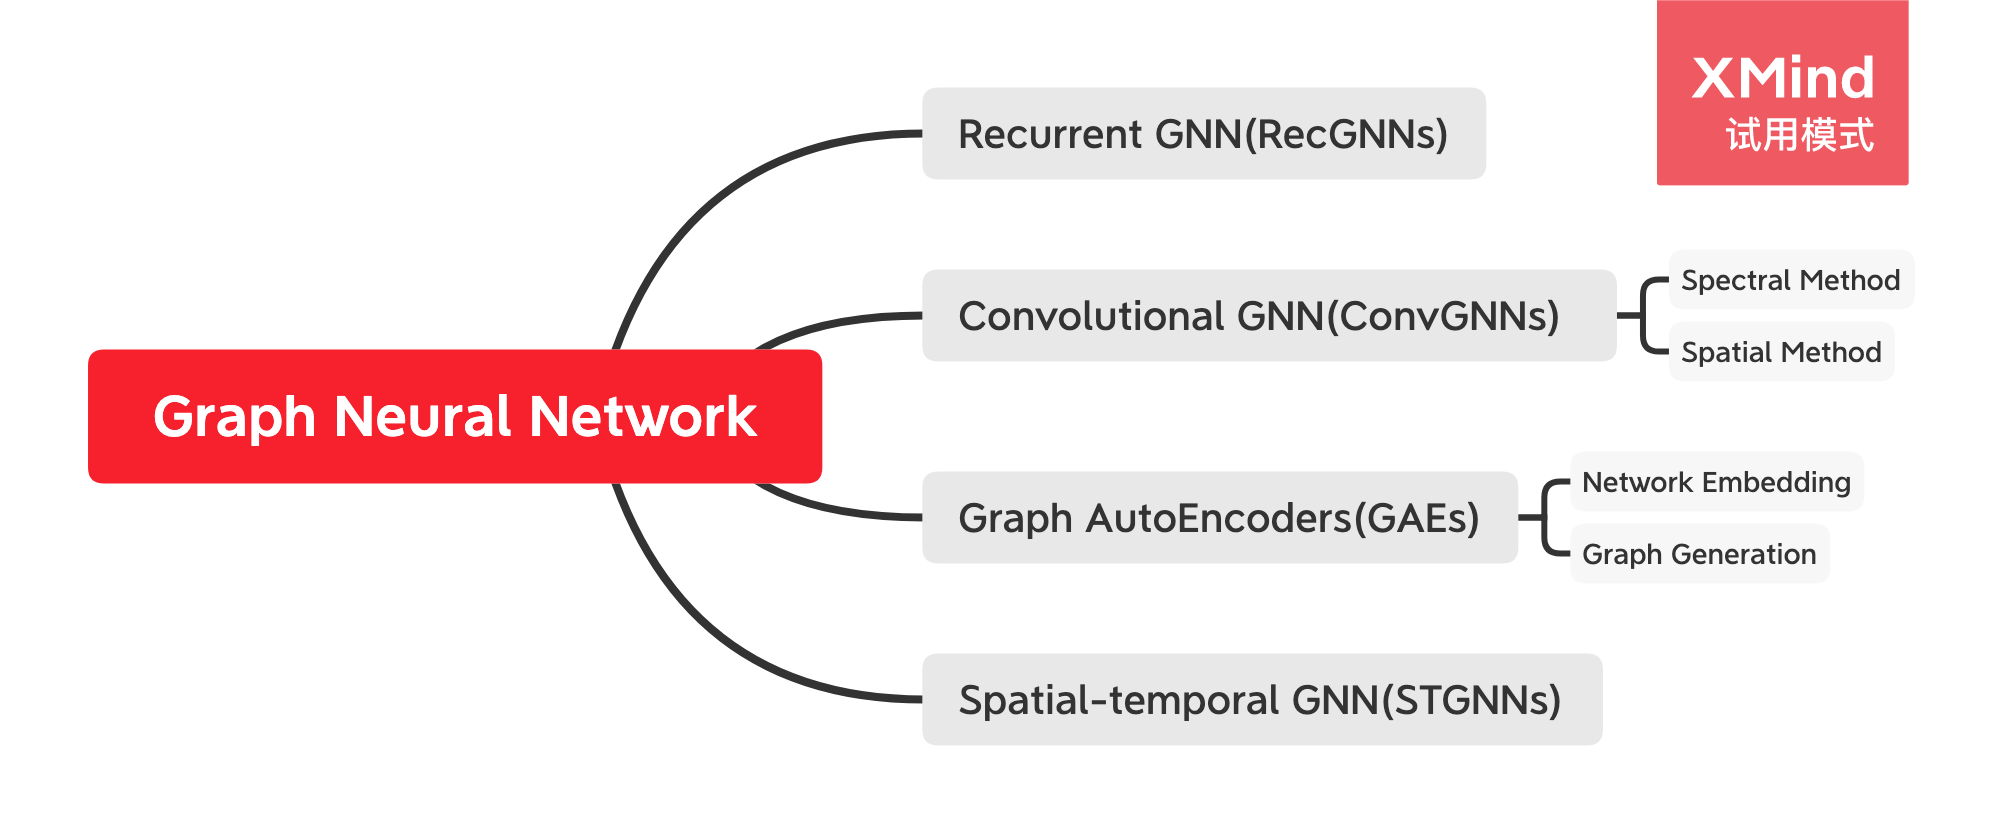 XMind
试用模式
Recurrent GNN(RecGNNs)
Convolutional GNN(ConvGNNs)
Spectral Method
Spatial Method
Graph Neural Network
Graph AutoEncoders(GAEs)
Network Embedding
Graph Generation
Spatial-temporal GNN(STGNNs)